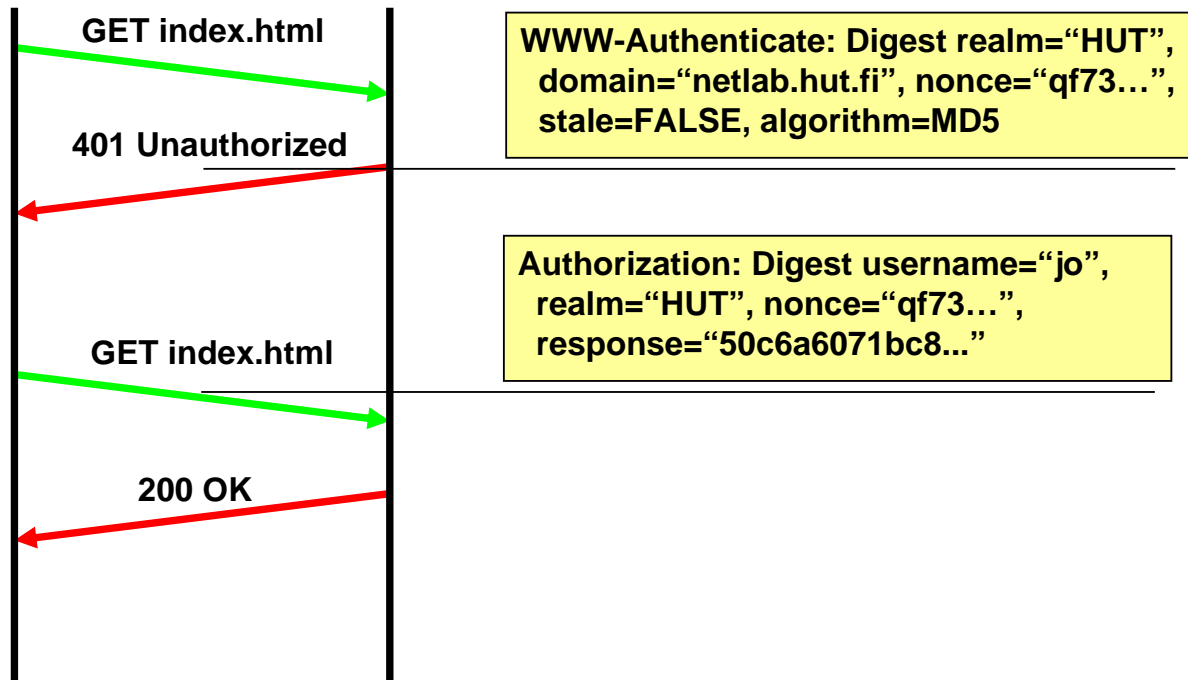 GET index.html
WWW-Authenticate: Digest realm=“HUT”,
domain=“netlab.hut.fi”, nonce=“qf73…”,
stale=FALSE, algorithm=MD5
401 Unauthorized
Authorization: Digest username=“jo”,
realm=“HUT”, nonce=“qf73…”,
response=“50c6a6071bc8...”
GET index.html
200 OK